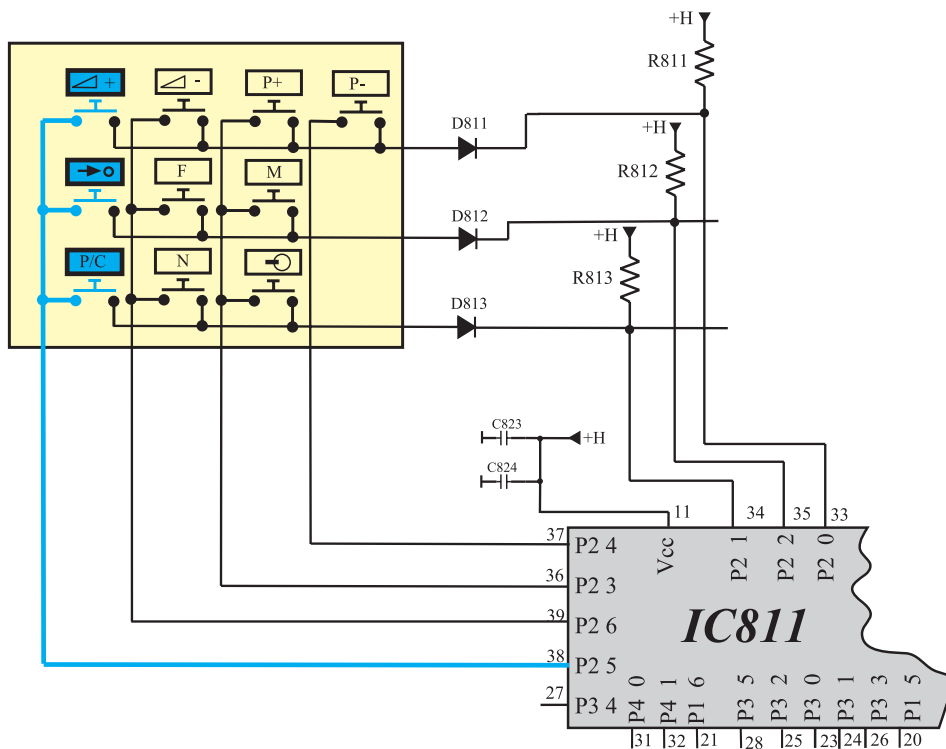 +H
R811
+ - P+ P-
D811
+H
R812
F M
D812
+H
R813
P/C N
D813
C823
+H
C824
11 34 35 33
37 P2 4 Vcc P2 1 P2 2 P2 0
36 P2 3
IC811
39 P2 6
38 P2 5
27 P3 4 P4 0 P4 1 P1 6 P3 5 P3 2 P3 0 P3 1 P3 3 P1 5
31 32 21 28 25 23 24 26 20